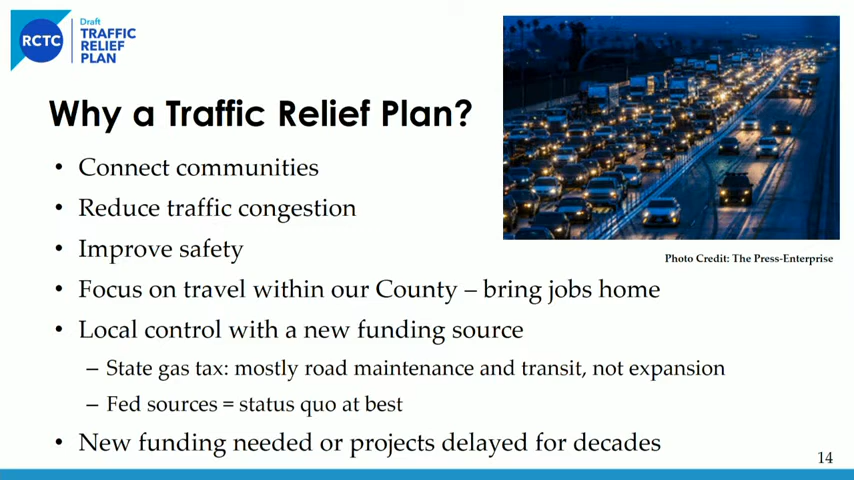 RCTC
Draft
TRAFFIC
RELIEF
PLAN
Why a Traffic Relief Plan?
• Connect communities
• Reduce traffic congestion
• Improve safety
Photo Credit: The Press-Enterprise
• Focus on travel within our County – bring jobs home
• Local control with a new funding source
– State gas tax: mostly road maintenance and transit, not expansion
– Fed sources = status quo at best
• New funding needed or projects delayed for decades
14